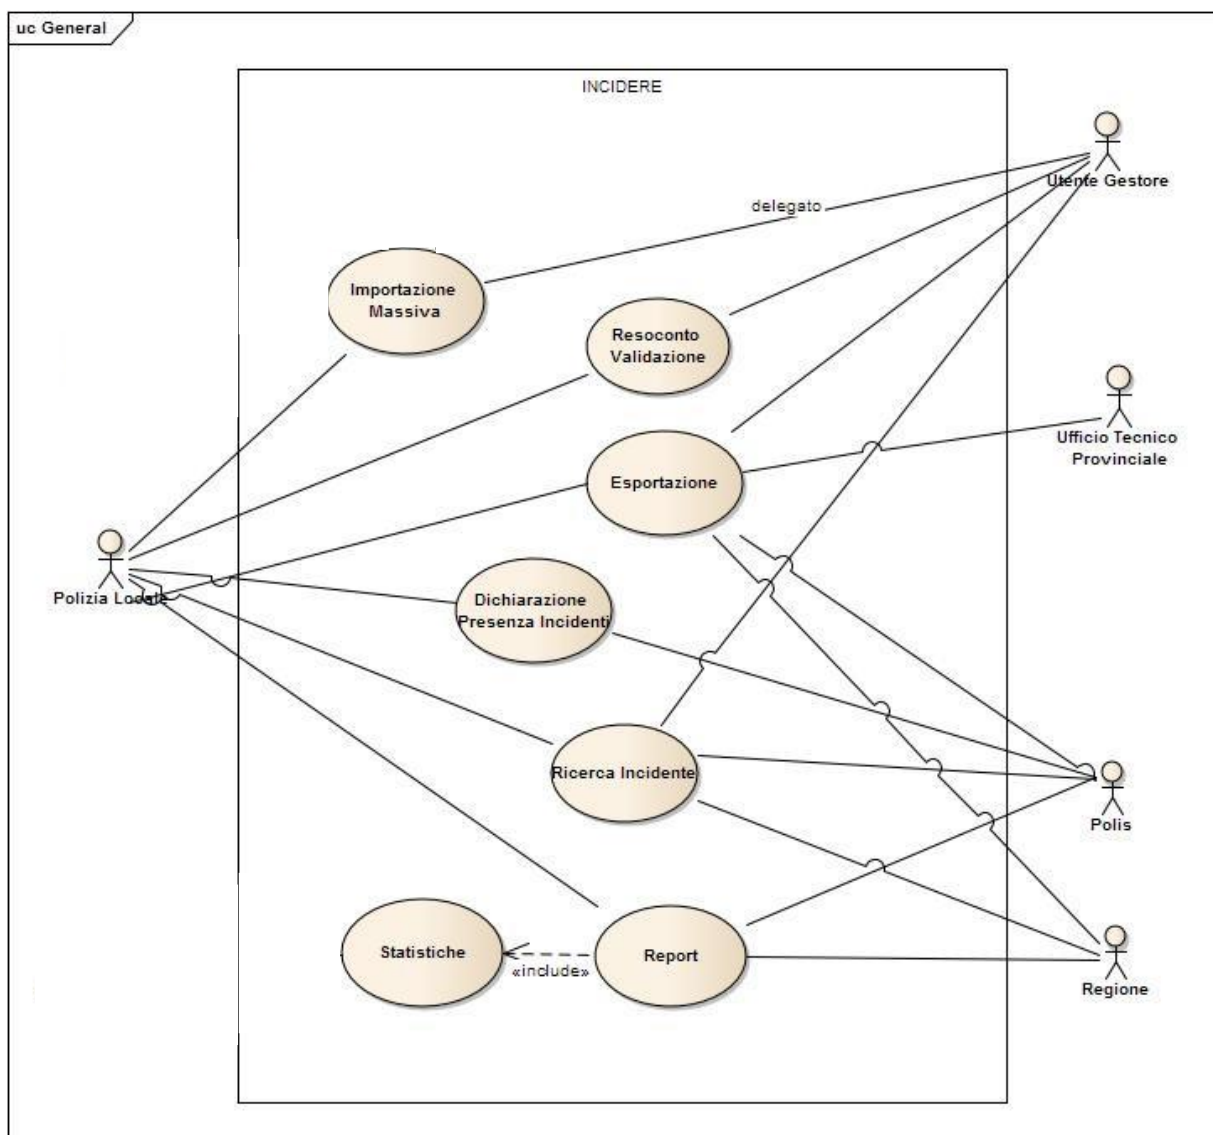 uc General
INCIDERE
Utente Gestore
delegato
Importazione
Massiva
Resoconto
Validazione
Ufficio Tecnico
Provinciale
Esportazione
Polizia Locale
Dichiarazione
Presenza Incidenti
Ricerca Incidente
Polis
Statistiche
«include»
Report
Regione